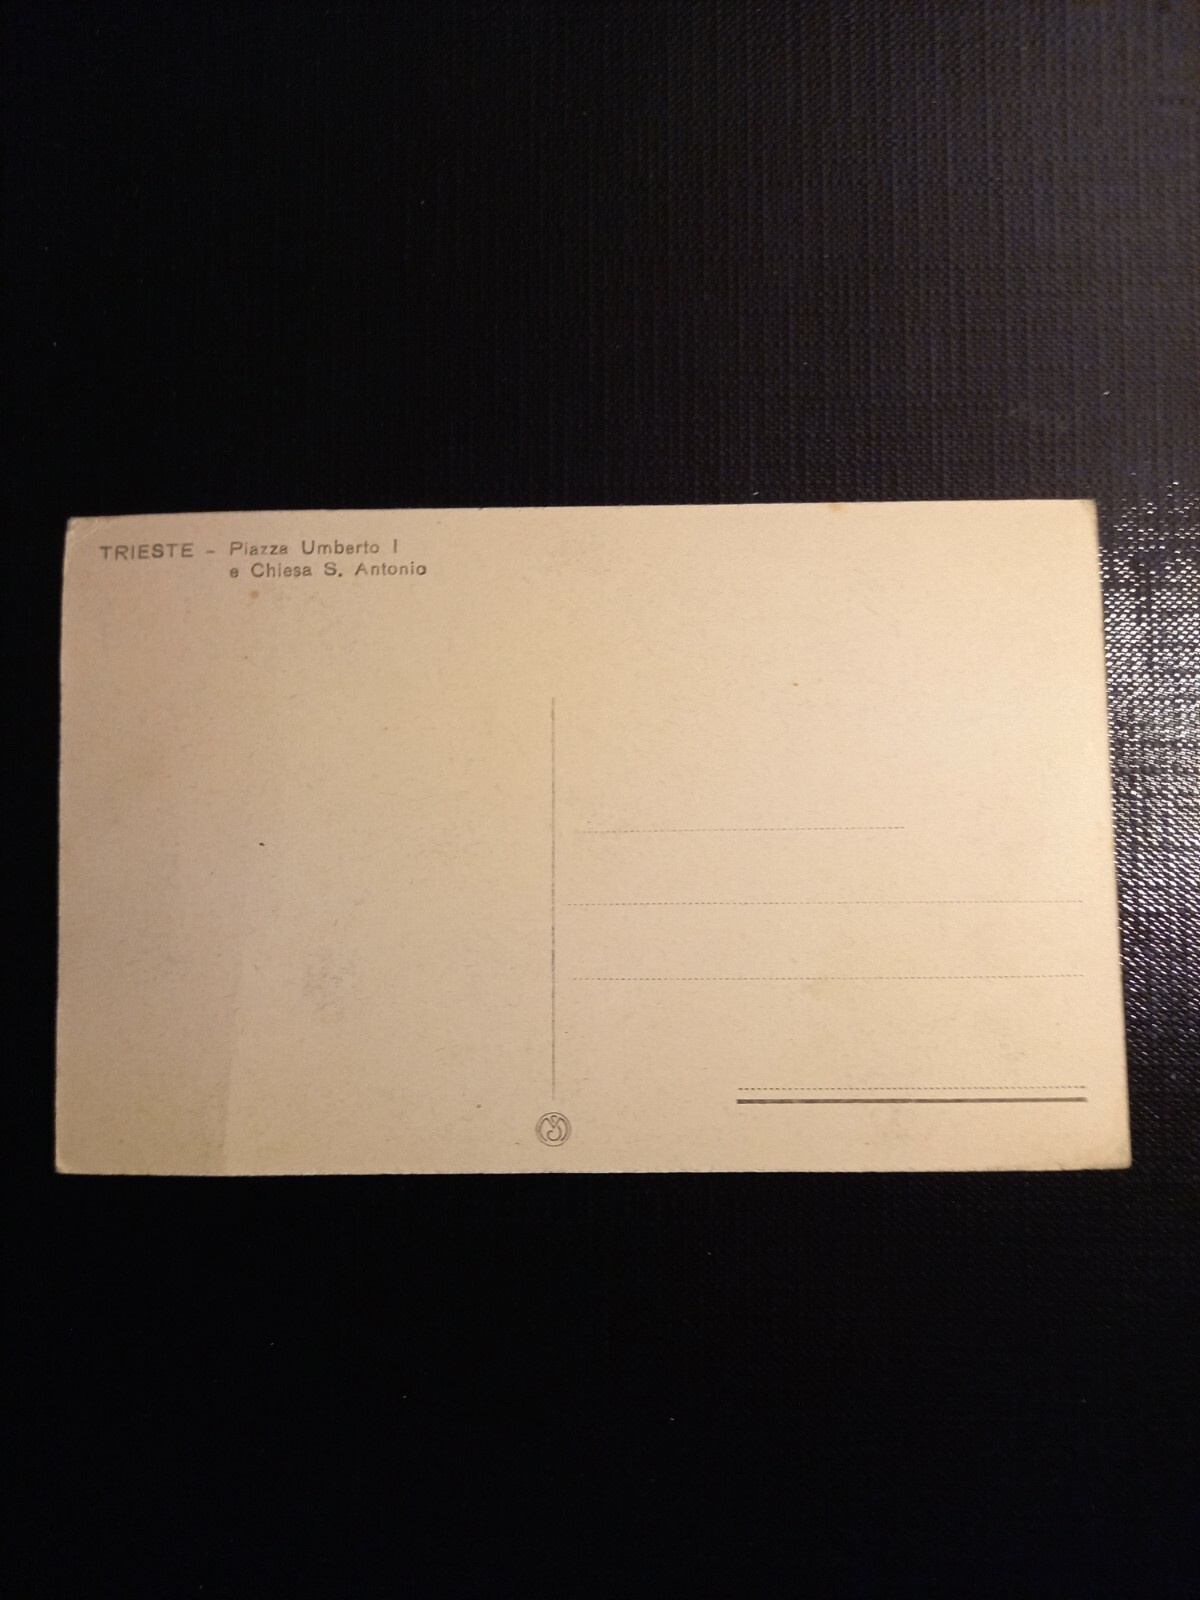 TRIESTE - Piazza Umberto I
e Chiesa S. Antonio